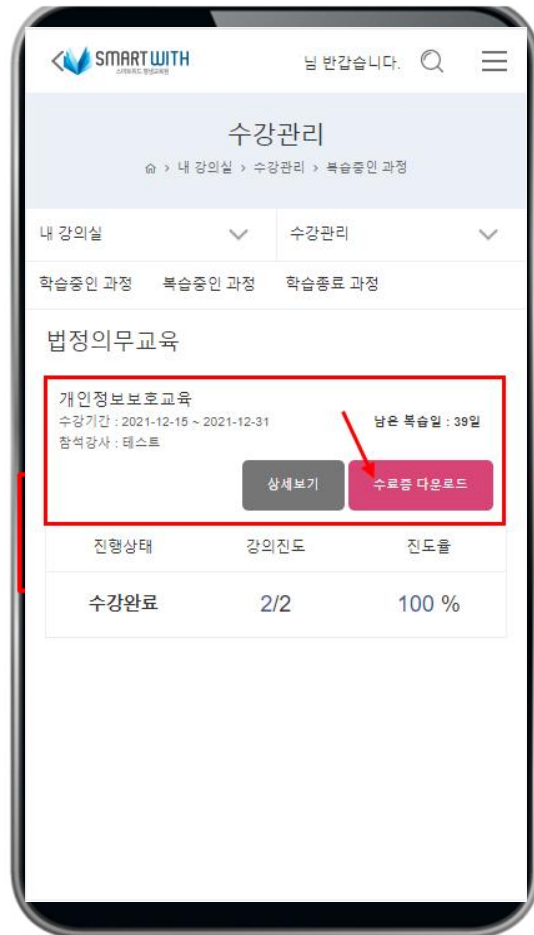 SMART WITH
님 반갑습니다.
수강관리
> 내 강의실 > 수강관리 > 복습중인 과정
내 강의실 수강관리
학습중인 과정 복습중인 과정 학습종료 과정
법정의무교육
개인정보보호교육
수강기간 : 2021-12-15 ~ 2021-12-31 남은 복습일 : 39일
참석강사 : 테스트
상세보기 수료증 다운로드
진행상태 강의진도 진도율
수강완료 2/2 100 %